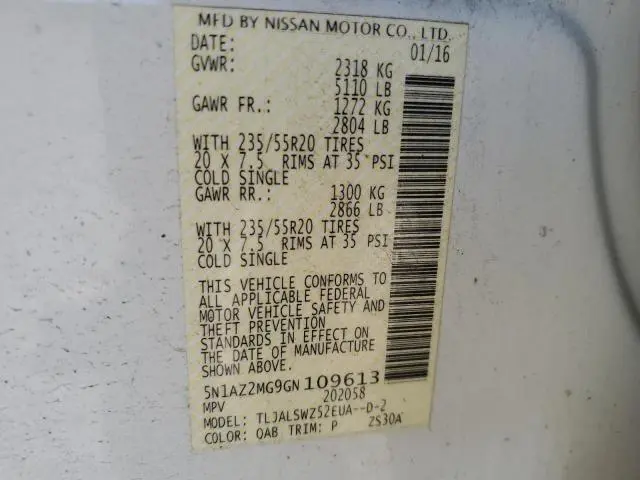 MFD BY NISSAN MOTOR CO., LTD.
DATE: 01/16
GVWR: 2318 KG
5110 LB
GAWR FR.: 1272 KG
2804 LB
WITH 235/55R20 TIRES
20 X 7.5 RIMS AT 35 PSI
COLD SINGLE
GAWR RR.: 1300 KG
2866 LB
WITH 235/55R20 TIRES
20 X 7.5 RIMS AT 35 PSI
COLD SINGLE
THIS VEHICLE CONFORMS TO
ALL APPLICABLE FEDERAL
MOTOR VEHICLE SAFETY AND
THEFT PREVENTION
STANDARDS IN EFFECT ON
THE DATE OF MANUFACTURE
SHOWN ABOVE.
5N1AZ2MG9GN109613
MPV 202058
MODEL: TLJALSWZ52EUA--D-2
COLOR: QAB TRIM: P ZS30A